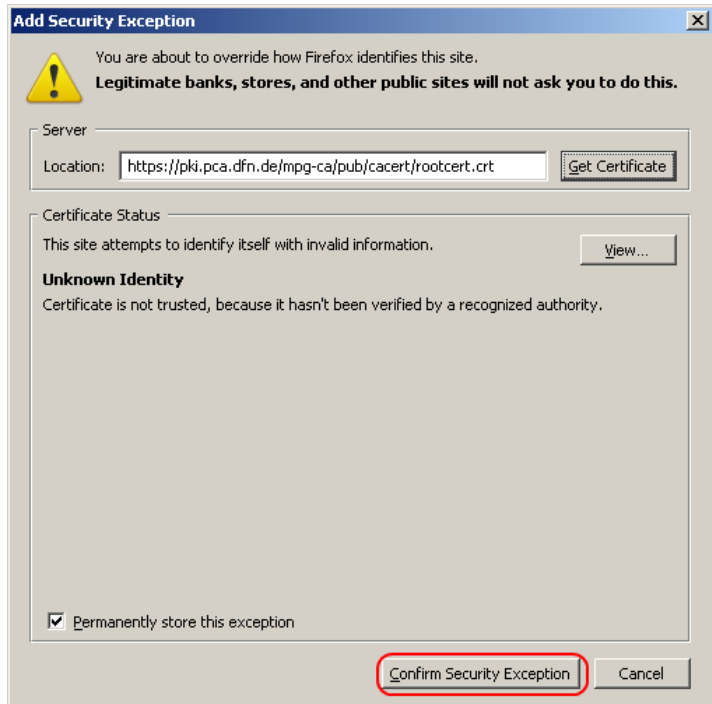 Add Security Exception
You are about to override how Firefox identifies this site.
Legitimate banks, stores, and other public sites will not ask you to do this.
Server
Location: https://pki.pca.dfn.de/mpg-ca/pub/cacert/rootcert.crt Get Certificate
Certificate Status
This site attempts to identify itself with invalid information. View...
Unknown Identity
Certificate is not trusted, because it hasn't been verified by a recognized authority.
Permanently store this exception
Confirm Security Exception Cancel